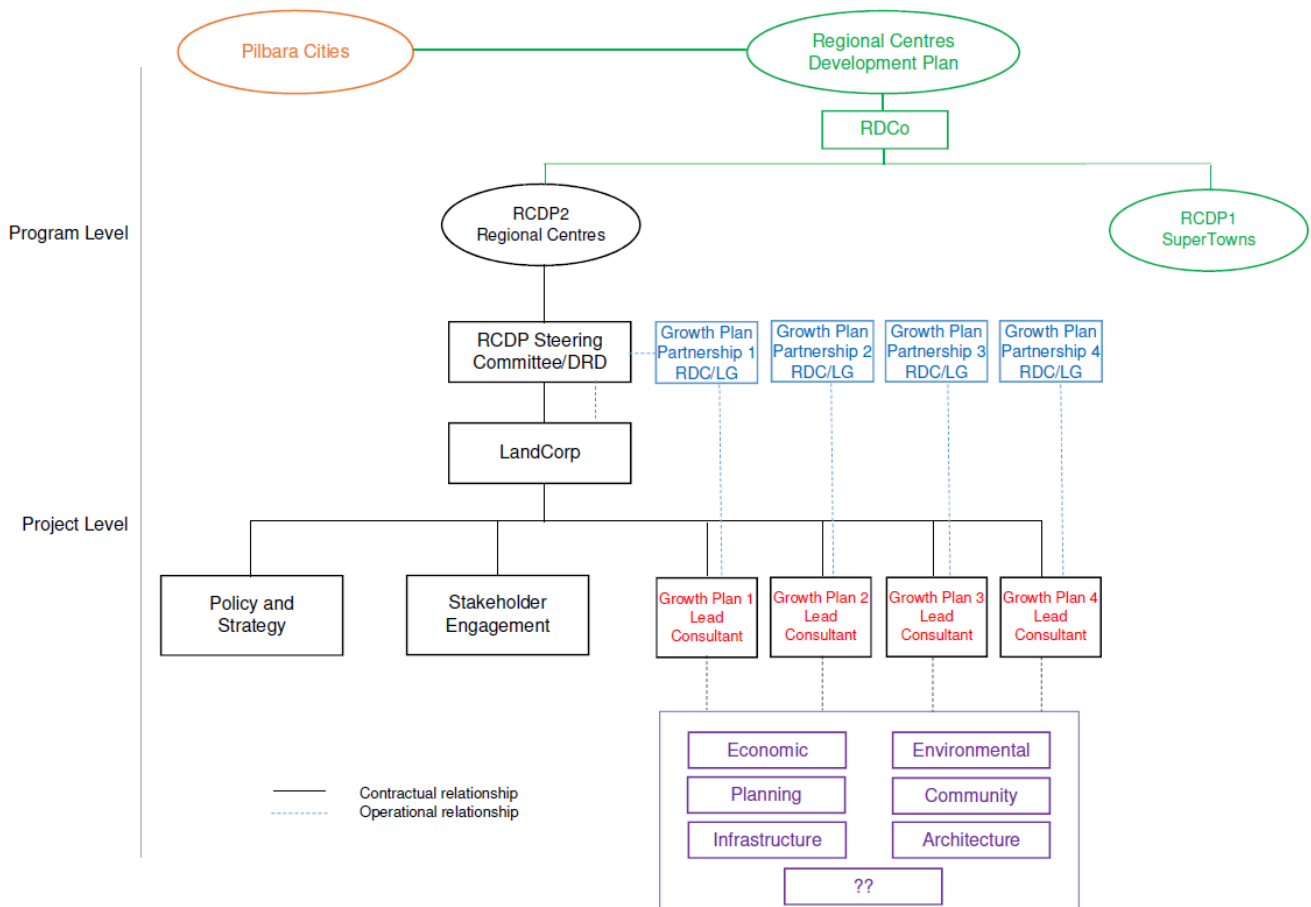 Pilbara Cities
Regional Centres
Development Plan
RDCo
Program Level
RCDP2
Regional Centres
RCDP1
SuperTowns
RCDP Steering
Committee/DRD
Growth Plan
Partnership 1
RDC/LG
Growth Plan
Partnership 2
RDC/LG
Growth Plan
Partnership 3
RDC/LG
Growth Plan
Partnership 4
RDC/LG
LandCorp
Project Level
Policy and
Strategy
Stakeholder
Engagement
Growth Plan 1
Lead
Consultant
Growth Plan 2
Lead
Consultant
Growth Plan 3
Lead
Consultant
Growth Plan 4
Lead
Consultant
Economic
Environmental
Planning
Community
Infrastructure
Architecture
??
Contractual relationship
Operational relationship